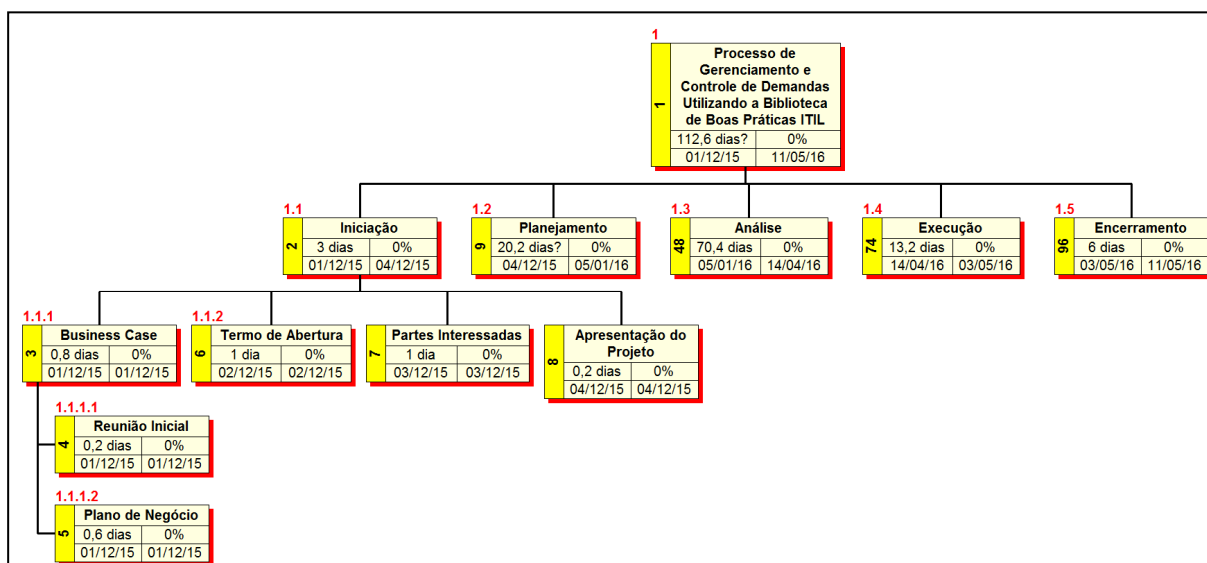 1
Processo de
Gerenciamento e
Controle de Demandas
Utilizando a Biblioteca
de Boas Práticas ITIL
1
112,6 dias? 0%
01/12/15 11/05/16
1.1
Iniciação
2
3 dias 0%
01/12/15 04/12/15
1.2
Planejamento
9
20,2 dias? 0%
04/12/15 05/01/16
1.3
Análise
48
70,4 dias 0%
05/01/16 14/04/16
1.4
Execução
74
13,2 dias 0%
14/04/16 03/05/16
1.5
Encerramento
96
6 dias 0%
03/05/16 11/05/16
1.1.1
Business Case
3
0,8 dias 0%
01/12/15 01/12/15
1.1.2
Termo de Abertura
6
1 dia 0%
02/12/15 02/12/15
Partes Interessadas
7
1 dia 0%
03/12/15 03/12/15
Apresentação do
Projeto
8
0,2 dias 0%
04/12/15 04/12/15
1.1.1.1
Reunião Inicial
4
0,2 dias 0%
01/12/15 01/12/15
1.1.1.2
Plano de Negócio
5
0,6 dias 0%
01/12/15 01/12/15